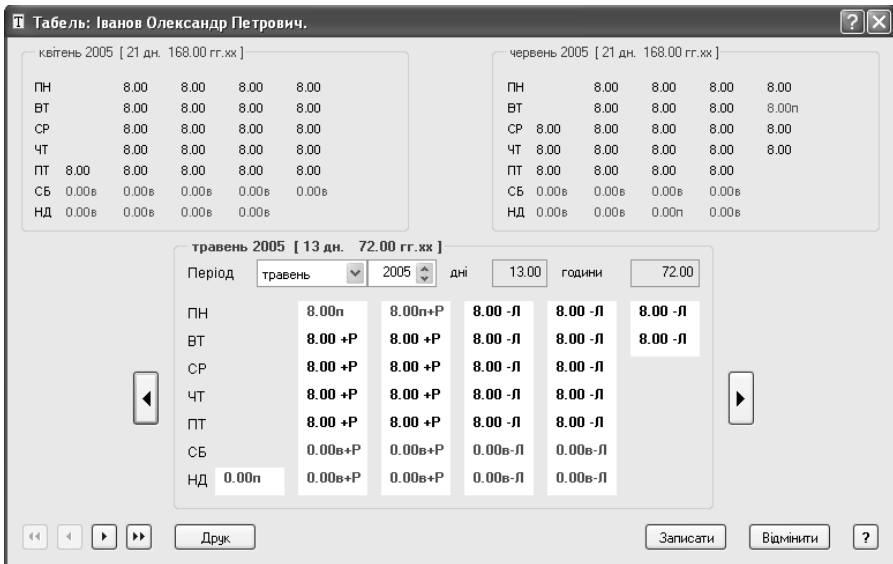 Табель: Іванов Олександр Петрович.
квітень 2005 [ 21 дн. 168.00 гг.хх ]
ПН 8.00 8.00 8.00 8.00
ВТ 8.00 8.00 8.00 8.00
СР 8.00 8.00 8.00 8.00
ЧТ 8.00 8.00 8.00 8.00
ПТ 8.00 8.00 8.00 8.00 8.00
СБ 0.00в 0.00в 0.00в 0.00в 0.00в
НД 0.00в 0.00в 0.00в 0.00в
червень 2005 [ 21 дн. 168.00 гг.хх ]
ПН 8.00 8.00 8.00 8.00
ВТ 8.00 8.00 8.00 8.00п
СР 8.00 8.00 8.00 8.00 8.00
ЧТ 8.00 8.00 8.00 8.00 8.00
ПТ 8.00 8.00 8.00 8.00
СБ 0.00в 0.00в 0.00в 0.00в
НД 0.00в 0.00в 0.00п 0.00в
травень 2005 [ 13 дн. 72.00 гг.хх ]
Період травень 2005 дні 13.00 години 72.00
ПН 8.00п 8.00п+Р 8.00 -Л 8.00 -Л 8.00 -Л
ВТ 8.00 +Р 8.00 +Р 8.00 -Л 8.00 -Л 8.00 -Л
СР 8.00 +Р 8.00 +Р 8.00 -Л 8.00 -Л
ЧТ 8.00 +Р 8.00 +Р 8.00 -Л 8.00 -Л
ПТ 8.00 +Р 8.00 +Р 8.00 -Л 8.00 -Л
СБ 0.00в+Р 0.00в+Р 0.00в-Л 0.00в-Л
НД 0.00п 0.00в+Р 0.00в+Р 0.00в-Л 0.00в-Л
Друк Записати Відмінити ?